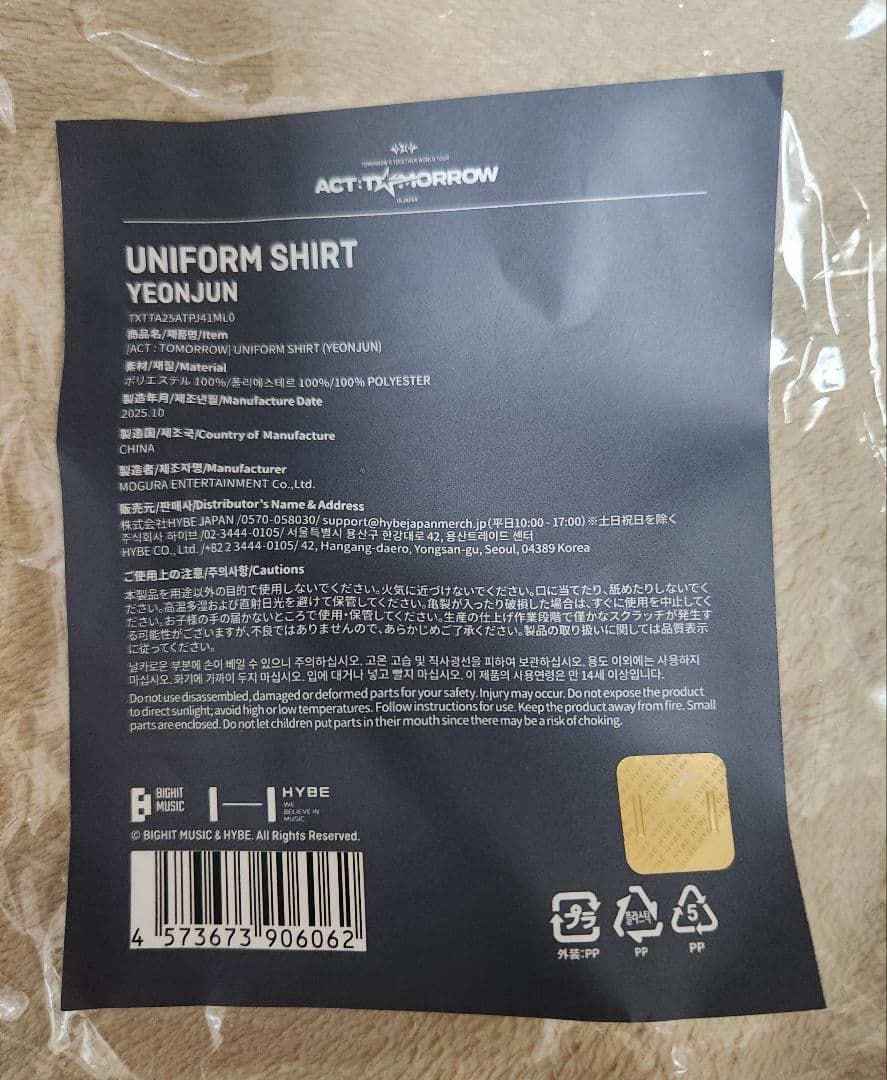 TOMORROW X TOGETHER WORLD TOUR
ACT:TOMORROW
IN JAPAN
UNIFORM SHIRT
YEONJUN
TXTTA25ATPJ41ML0
商品名/제품명/Item
[ACT : TOMORROW] UNIFORM SHIRT (YEONJUN)
素材/재질/Material
ポリエステル 100%/폴리에스테르 100%/100% POLYESTER
製造年月/제조년월/Manufacture Date
2025.10
製造国/제조국/Country of Manufacture
CHINA
製造者/제조자명/Manufacturer
MOGURA ENTERTAINMENT Co.,Ltd.
販売元/판매사/Distributor's Name & Address
株式会社HYBE JAPAN /0570-058030/ support@hybejapanmerch.jp (平日10:00 - 17:00) ※土日祝日を除く
주식회사 하이브 /02-3444-0105/ 서울특별시 용산구 한강대로 42, 용산트레이드 센터
HYBE CO., Ltd. /+82 2 3444-0105/ 42, Hangang-daero, Yongsan-gu, Seoul, 04389 Korea
ご使用上の注意/주의사항/Cautions
本製品を用途以外の目的で使用しないでください。火気に近づけないでください。口に当てたり、舐めたりしないでく
ださい。高温多湿および直射日光を避けて保管してください。亀裂が入ったり破損した場合は、すぐに使用を中止してく
ださい。お子様の手の届かないところで使用・保管してください。生産の仕上げ作業段階で僅かなスクラッチが発生す
る可能性がございますが、不良ではありませんので、あらかじめご了承ください。製品の取り扱いに関しては品質表示
に従ってください。
날카로운 부분에 손이 베일 수 있으니 주의하십시오. 고온 고습 및 직사광선을 피하여 보관하십시오. 용도 이외에는 사용하지
마십시오. 화기에 가까이 두지 마십시오. 입에 대거나 넣고 빨지 마십시오. 이 제품의 사용연령은 만 14세 이상입니다.
Do not use disassembled, damaged or deformed parts for your safety. Injury may occur. Do not expose the product
to direct sunlight; avoid high or low temperatures. Follow instructions for use. Keep the product away from fire. Small
parts are enclosed. Do not let children put parts in their mouth since there may be a risk of choking.
BIGHIT
MUSIC
HYBE
WE
BELIEVE IN
MUSIC
© BIGHIT MUSIC & HYBE. All Rights Reserved.
4 573673 906062
プラ
外装:PP
플라스틱
PP
5
PP